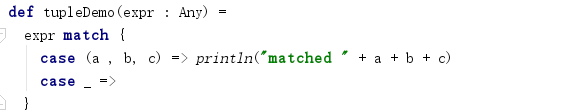 def tupleDemo(expr : Any) =
expr match {
case (a , b, c) => println("matched " + a + b + c)
case _ =>
}